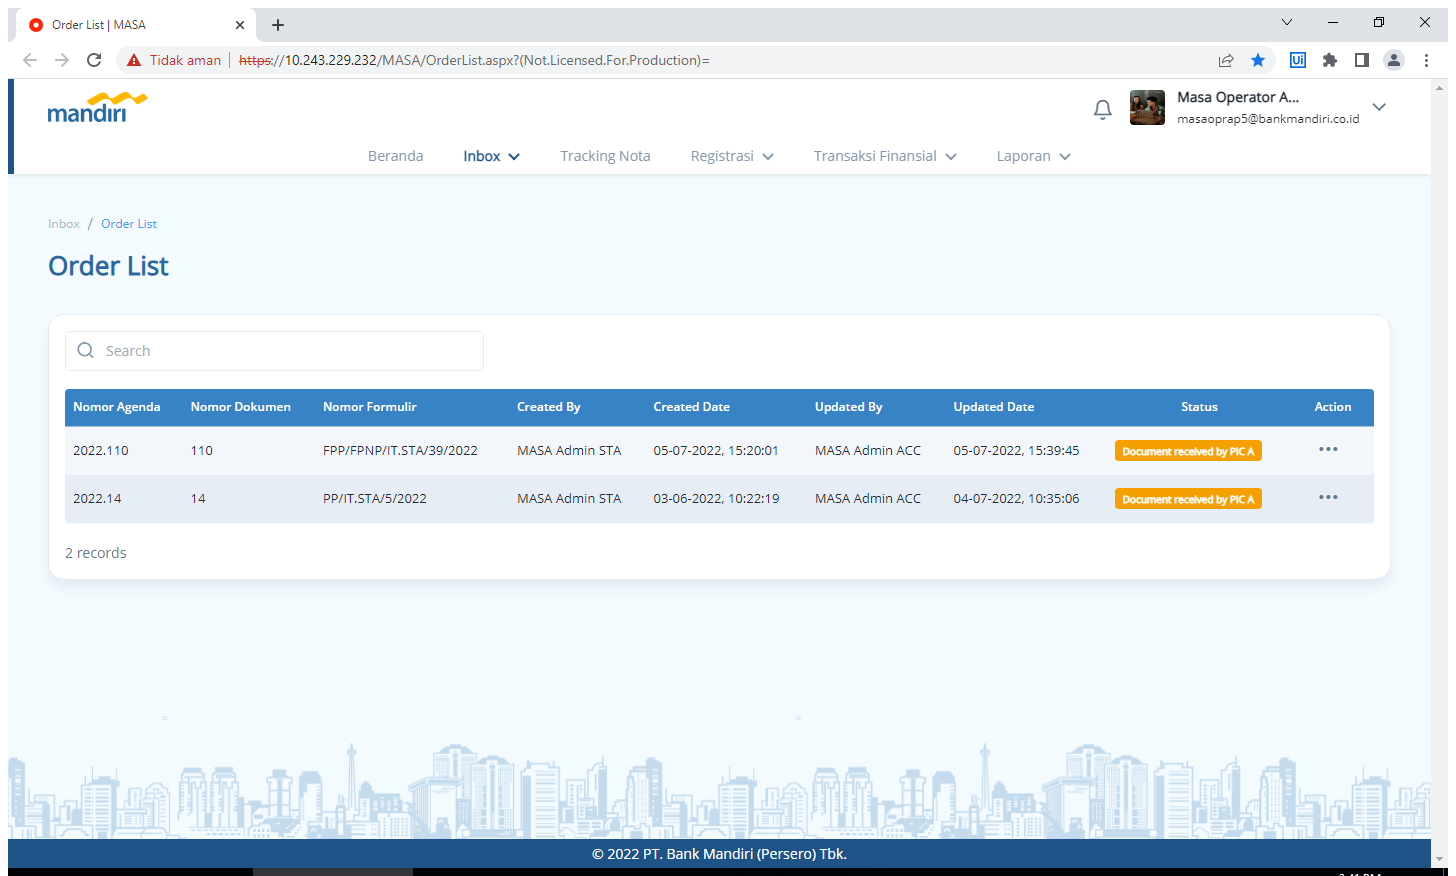 Order List | MASA
Tidak aman https://10.243.229.232/MASA/OrderList.aspx?(Not.Licensed.For.Production)=
Ui
mandiri
Masa Operator A...
masaoprap5@bankmandiri.co.id
Beranda Inbox Tracking Nota Registrasi Transaksi Finansial Laporan
Inbox / Order List
Order List
Search
Nomor Agenda Nomor Dokumen Nomor Formulir Created By Created Date Updated By Updated Date Status Action
2022.110 110 FPP/FPNP/IT.STA/39/2022 MASA Admin STA 05-07-2022, 15:20:01 MASA Admin ACC 05-07-2022, 15:39:45 Document received by PIC A •••
2022.14 14 PP/IT.STA/5/2022 MASA Admin STA 03-06-2022, 10:22:19 MASA Admin ACC 04-07-2022, 10:35:06 Document received by PIC A •••
2 records
© 2022 PT. Bank Mandiri (Persero) Tbk.